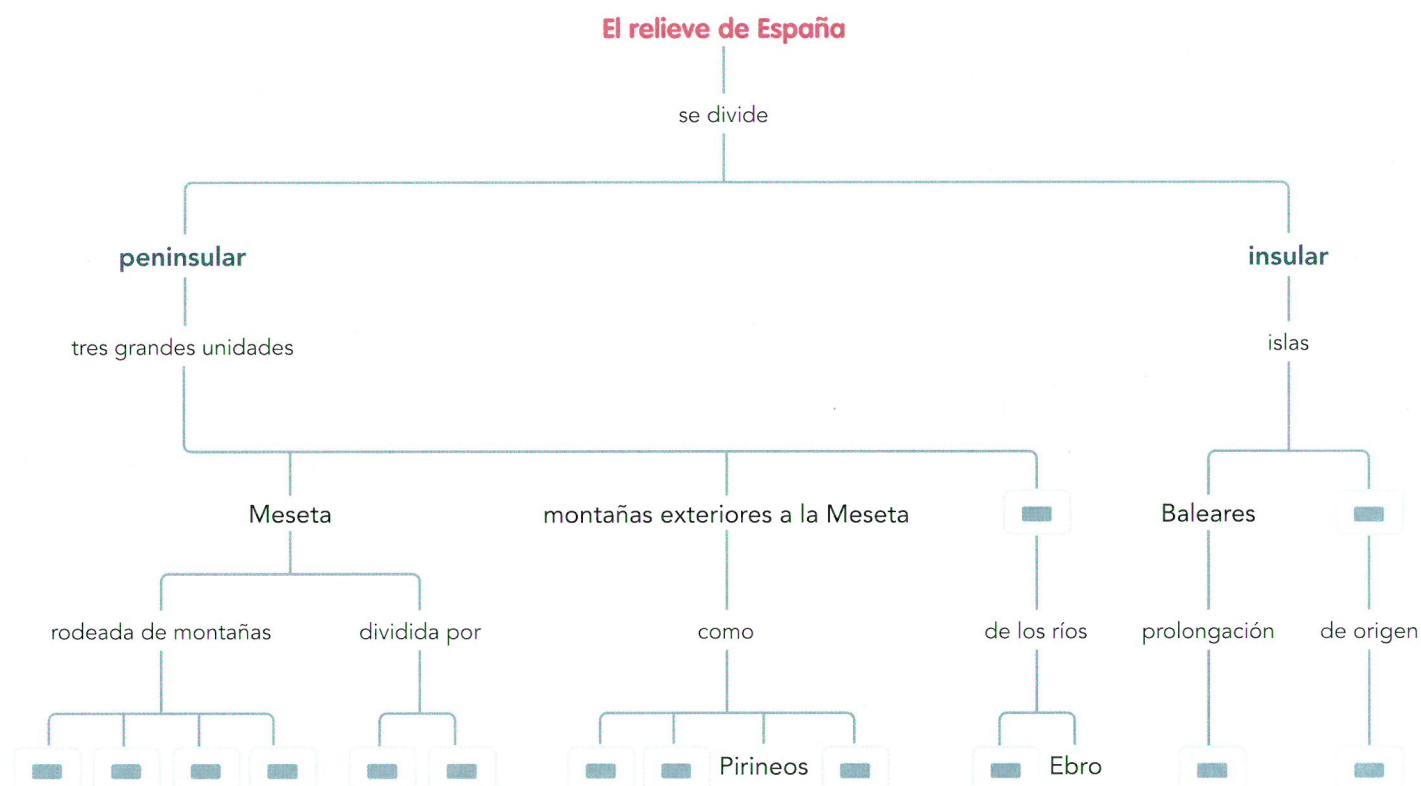 El relieve de España
se divide
peninsular
insular
tres grandes unidades
islas
Meseta
montañas exteriores a la Meseta
Baleares
rodeada de montañas
dividida por
como
de los ríos
prolongación
de origen
Pirineos
Ebro